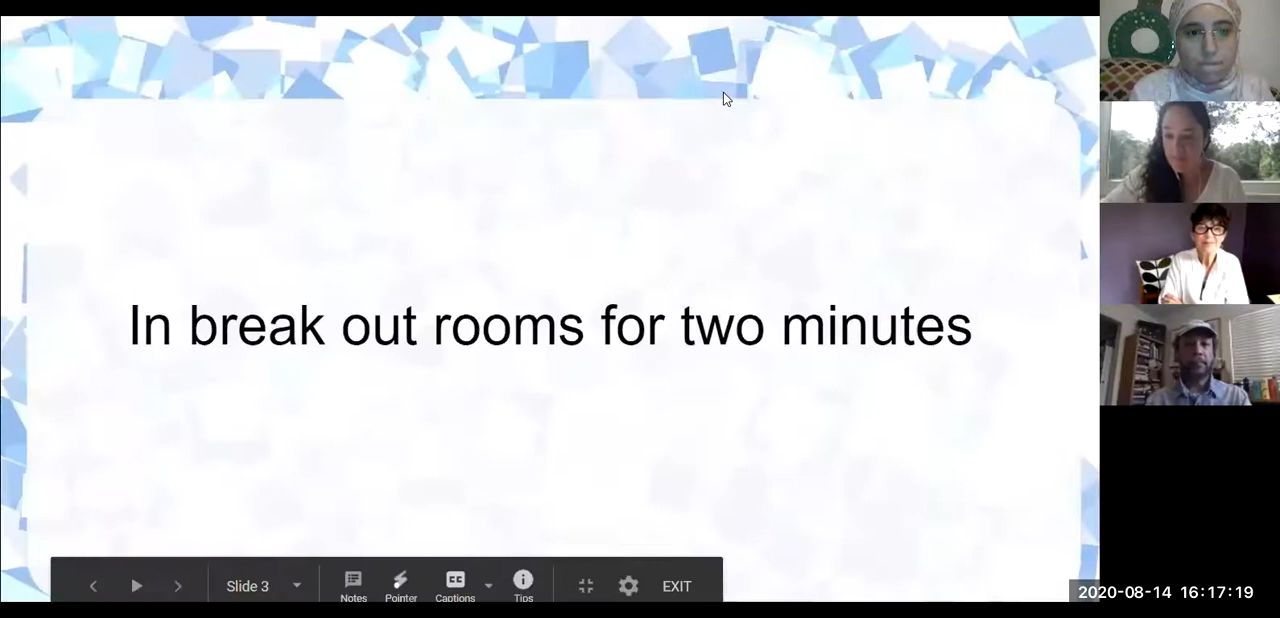 In break out rooms for two minutes
Slide 3
Notes
Pointer
CC
Captions
Tips
EXIT
2020-08-14 16:17:19